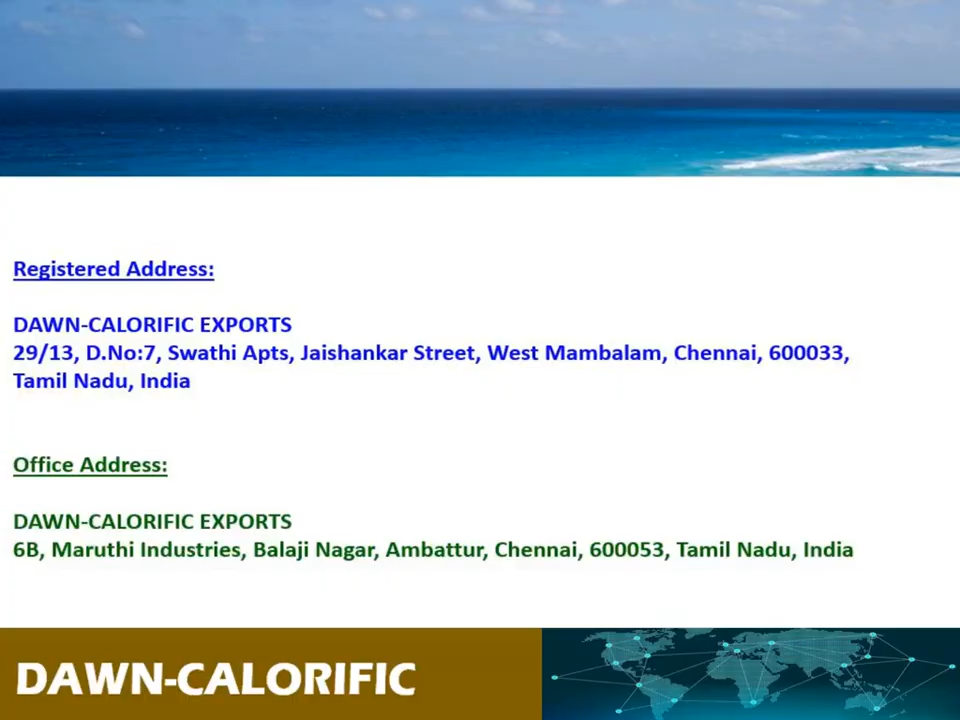 Registered Address:
DAWN-CALORIFIC EXPORTS
29/13, D.No:7, Swathi Apts, Jaishankar Street, West Mambalam, Chennai, 600033,
Tamil Nadu, India
Office Address:
DAWN-CALORIFIC EXPORTS
6B, Maruthi Industries, Balaji Nagar, Ambattur, Chennai, 600053, Tamil Nadu, India
DAWN-CALORIFIC